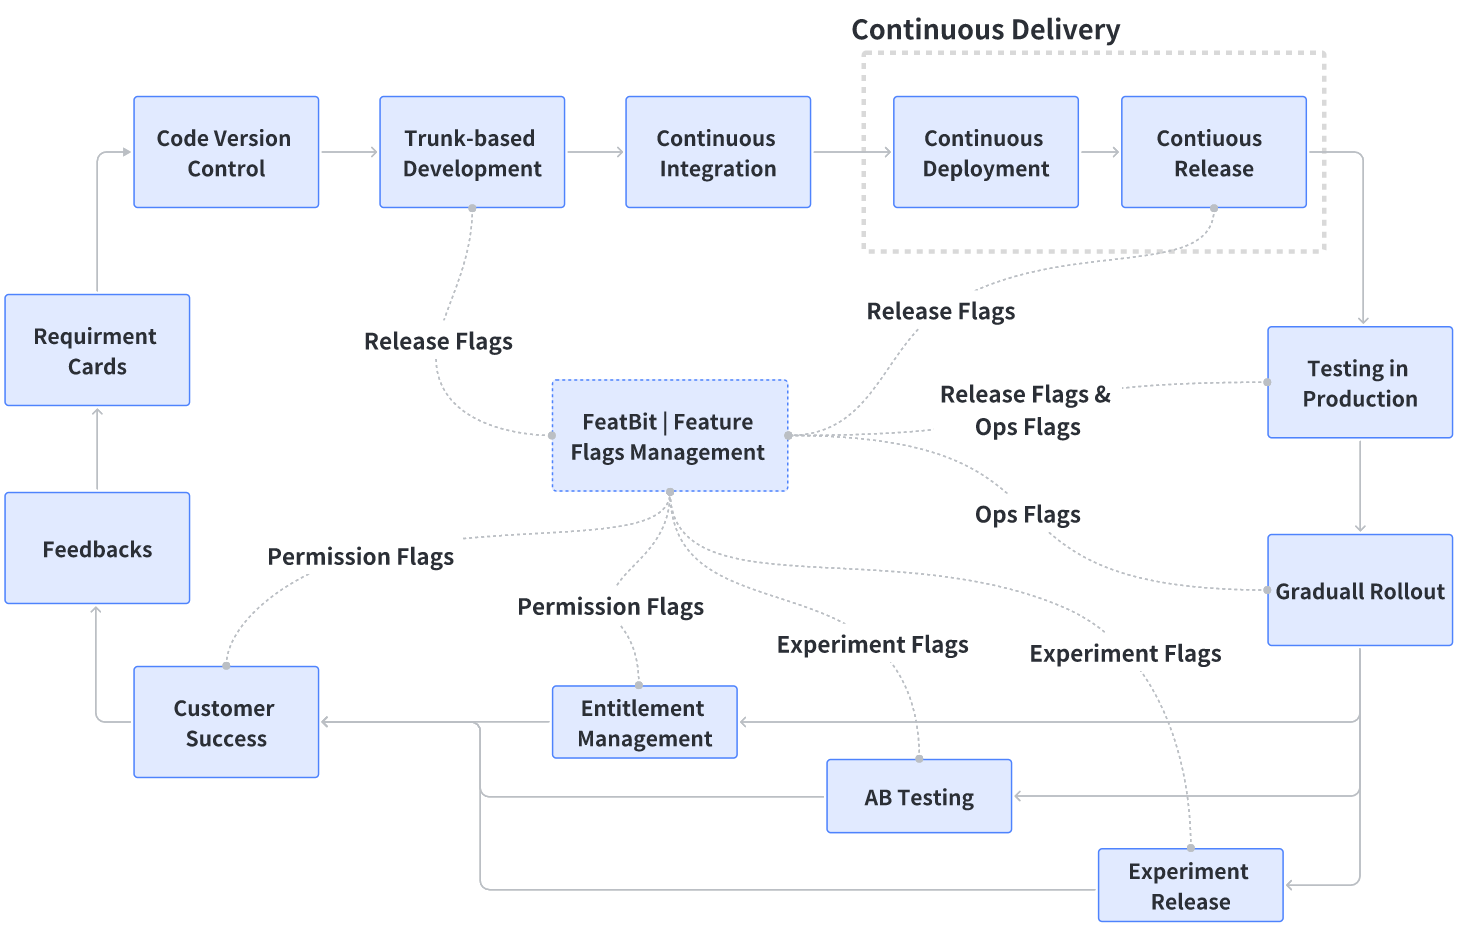 Continuous Delivery
Code Version
Control
Trunk-based
Development
Continuous
Integration
Continuous
Deployment
Contiuous
Release
Requirment
Cards
Release Flags
Release Flags
Testing in
Production
Release Flags &
Ops Flags
FeatBit | Feature
Flags Management
Ops Flags
Feedbacks
Permission Flags
Graduall Rollout
Permission Flags
Experiment Flags
Experiment Flags
Customer
Success
Entitlement
Management
AB Testing
Experiment
Release